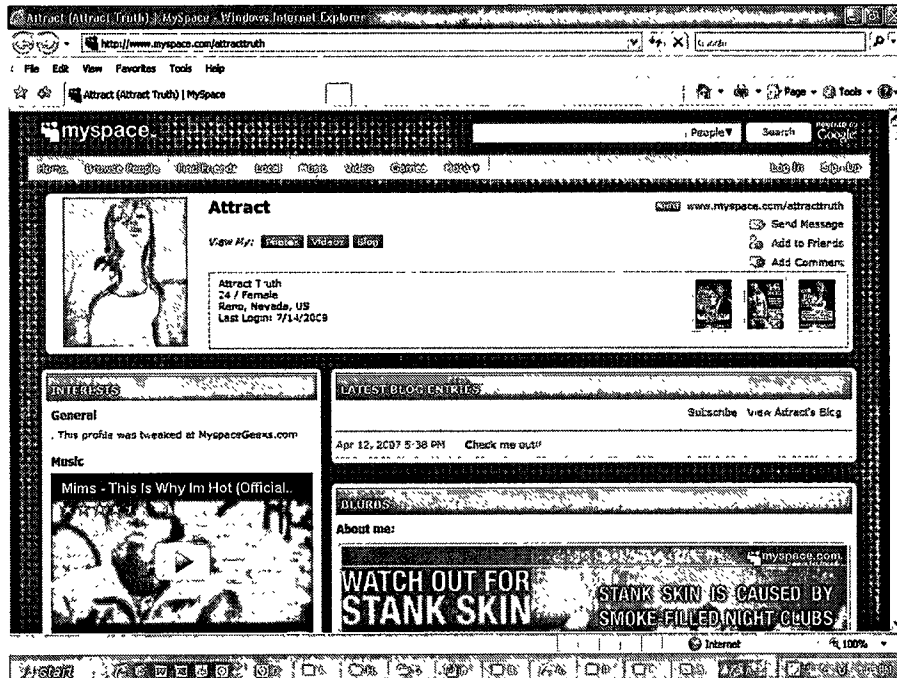 Attract (Attract Truth) | MySpace - Windows Internet Explorer
http://www.myspace.com/attracttruth
File Edit View Favorites Tools Help
Attract (Attract Truth) | MySpace
Page Tools
myspace.
People Search Google
Home Browse People Find Friends Local Music Video Games More Log In Sign Up
Attract
www.myspace.com/attracttruth
Send Message
View My: Photos Videos Blog
Add to Friends
Add Comment
Attract Truth
24 / Female
Reno, Nevada, US
Last Login: 7/14/2009
INTERESTS
General
. This profile was tweaked at MyspaceGeeks.com
Music
Mims - This Is Why Im Hot (Official..
LATEST BLOG ENTRIES
Subscribe View Attract's Blog
Apr 12, 2007 5:38 PM Check me out!!
BLURBS
About me:
myspace.com
WATCH OUT FOR
STANK SKIN
STANK SKIN IS CAUSED BY
SMOKE-FILLED NIGHT CLUBS
Internet 100%
start